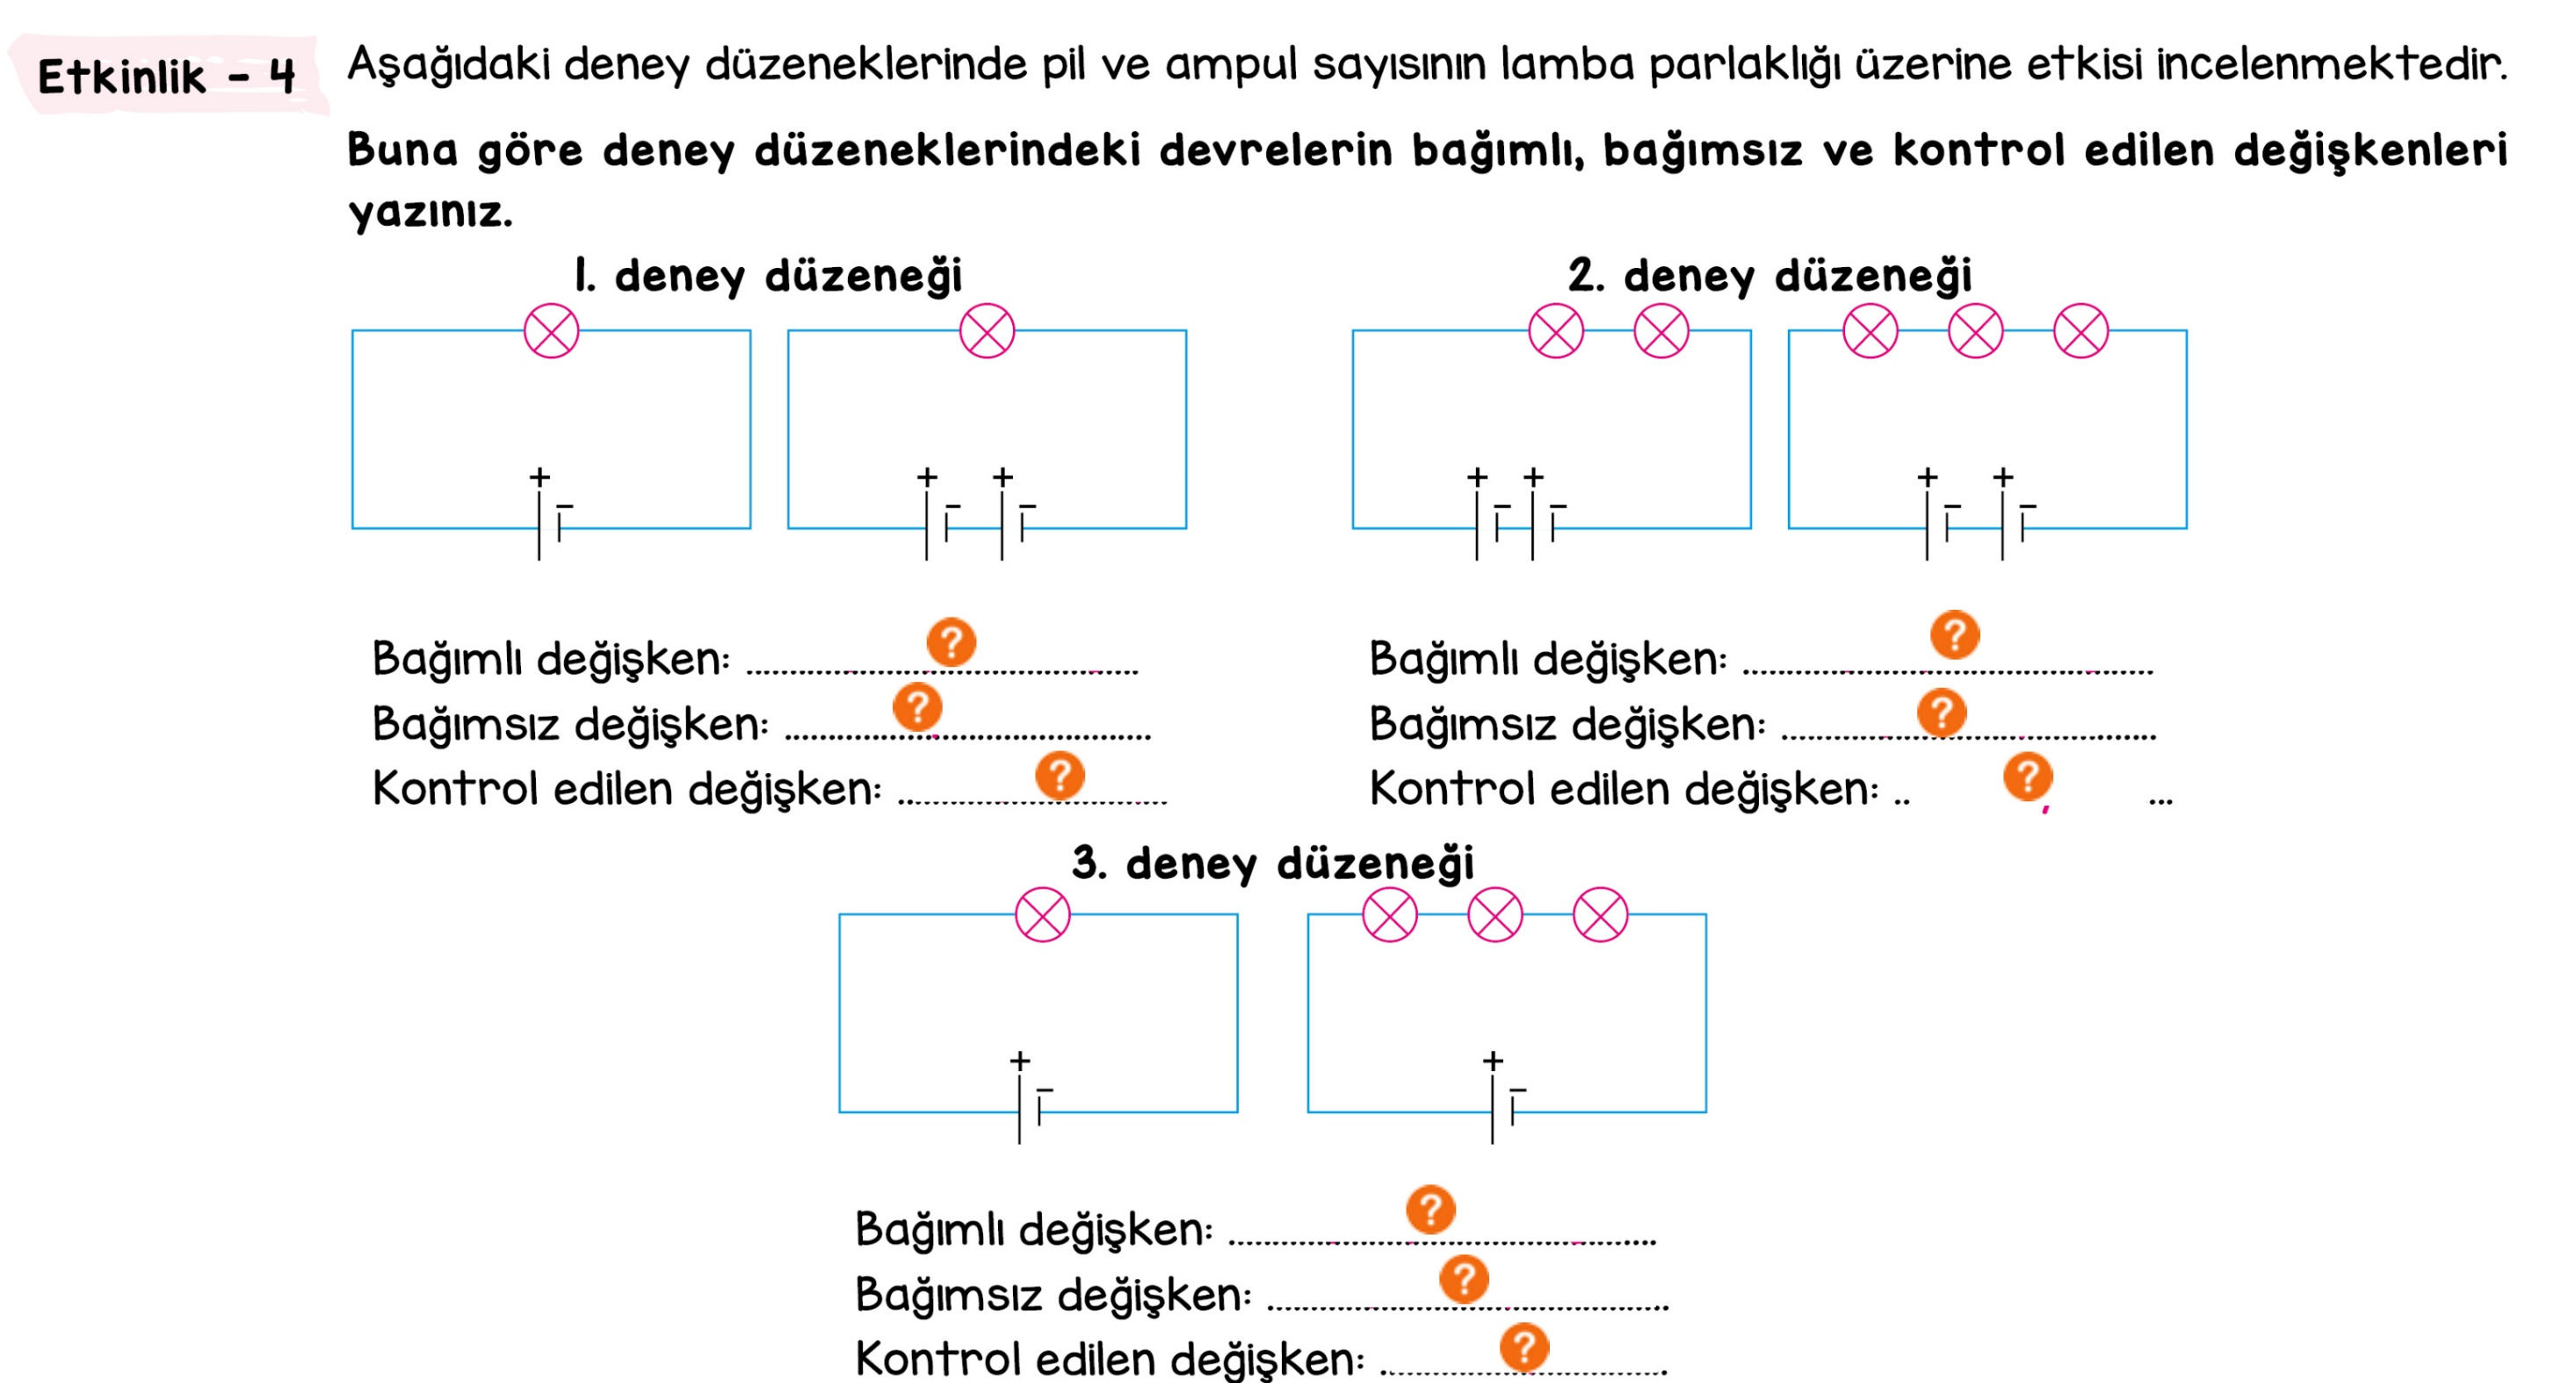 Etkinlik - 4
Aşağıdaki deney düzeneklerinde pil ve ampul sayısının lamba parlaklığı üzerine etkisi incelenmektedir.
Buna göre deney düzeneklerindeki devrelerin bağımlı, bağımsız ve kontrol edilen değişkenleri
yazınız.
1. deney düzeneği
+ -
+ - + -
Bağımlı değişken: ? ..........
Bağımsız değişken: ? ..........
Kontrol edilen değişken: ? ..........
2. deney düzeneği
+ - + -
+ - + -
Bağımlı değişken: ? ..........
Bağımsız değişken: ? ..........
Kontrol edilen değişken: .. ? ...
3. deney düzeneği
+ -
+ -
Bağımlı değişken: ? ..........
Bağımsız değişken: ? ..........
Kontrol edilen değişken: ? ..........